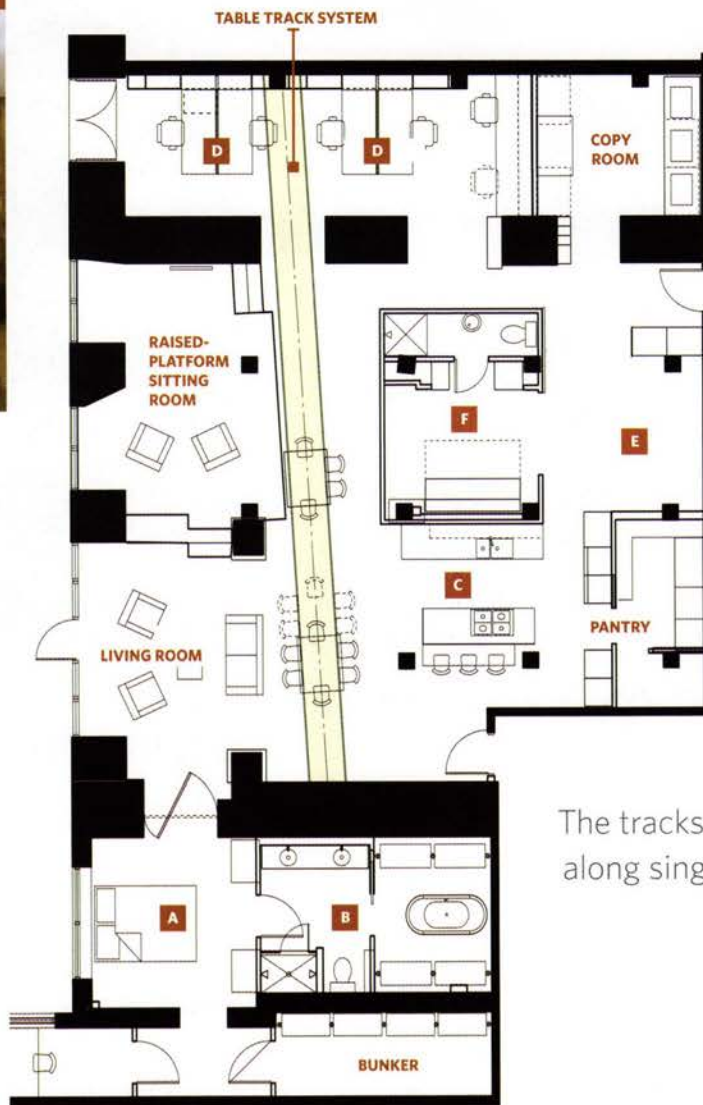 TABLE TRACK SYSTEM
D
D
COPY
ROOM
RAISED-
PLATFORM
SITTING
ROOM
F
E
C
LIVING ROOM
PANTRY
The tracks
along sing
A
B
BUNKER